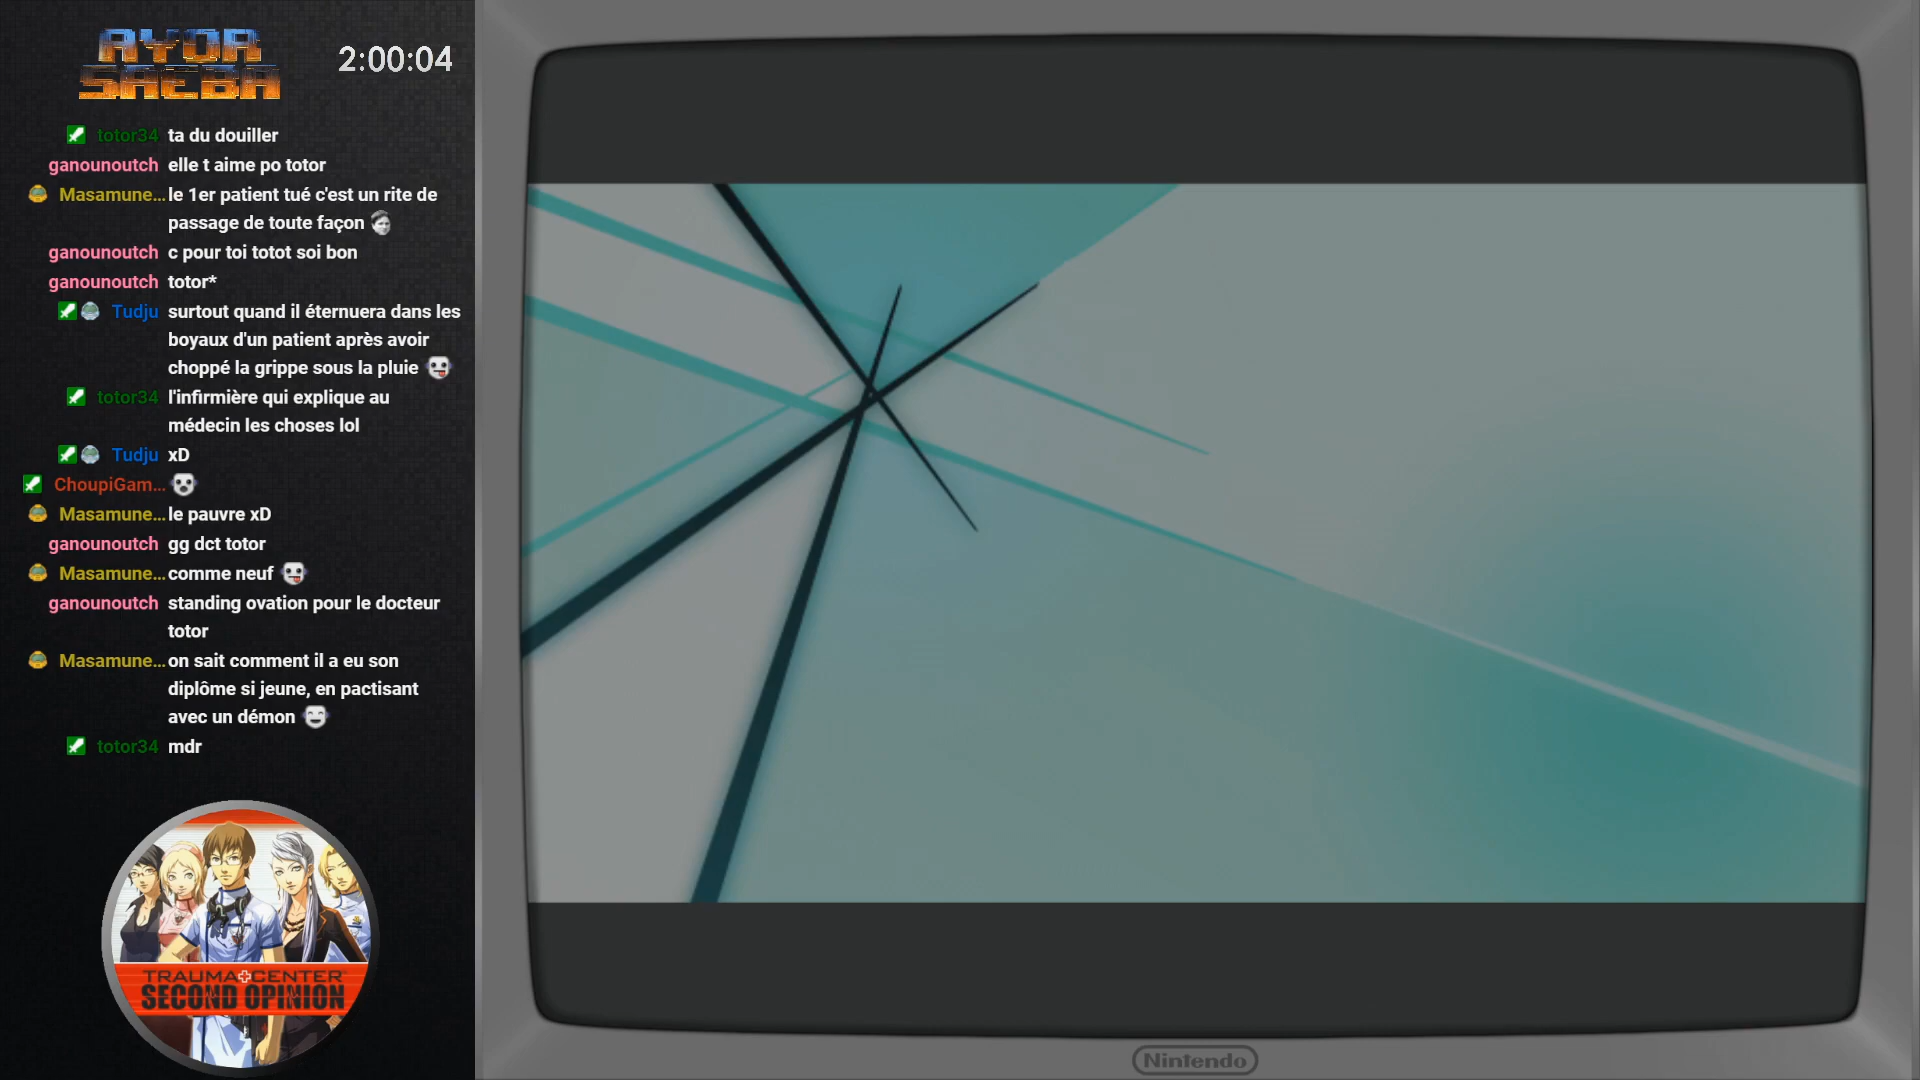 AYOR
SAEBA
2:00:04
totor34 ta du douiller
ganounoutch elle t aime po totor
Masamune... le 1er patient tué c'est un rite de
passage de toute façon
ganounoutch c pour toi totot soi bon
ganounoutch totor*
Tudju surtout quand il éternuera dans les
boyaux d'un patient après avoir
choppé la grippe sous la pluie
totor34 l'infirmière qui explique au
médecin les choses lol
Tudju xD
ChoupiGam...
Masamune... le pauvre xD
ganounoutch gg dct totor
Masamune... comme neuf
ganounoutch standing ovation pour le docteur
totor
Masamune... on sait comment il a eu son
diplôme si jeune, en pactisant
avec un démon
totor34 mdr
TRAUMA CENTER
SECOND OPINION
Nintendo